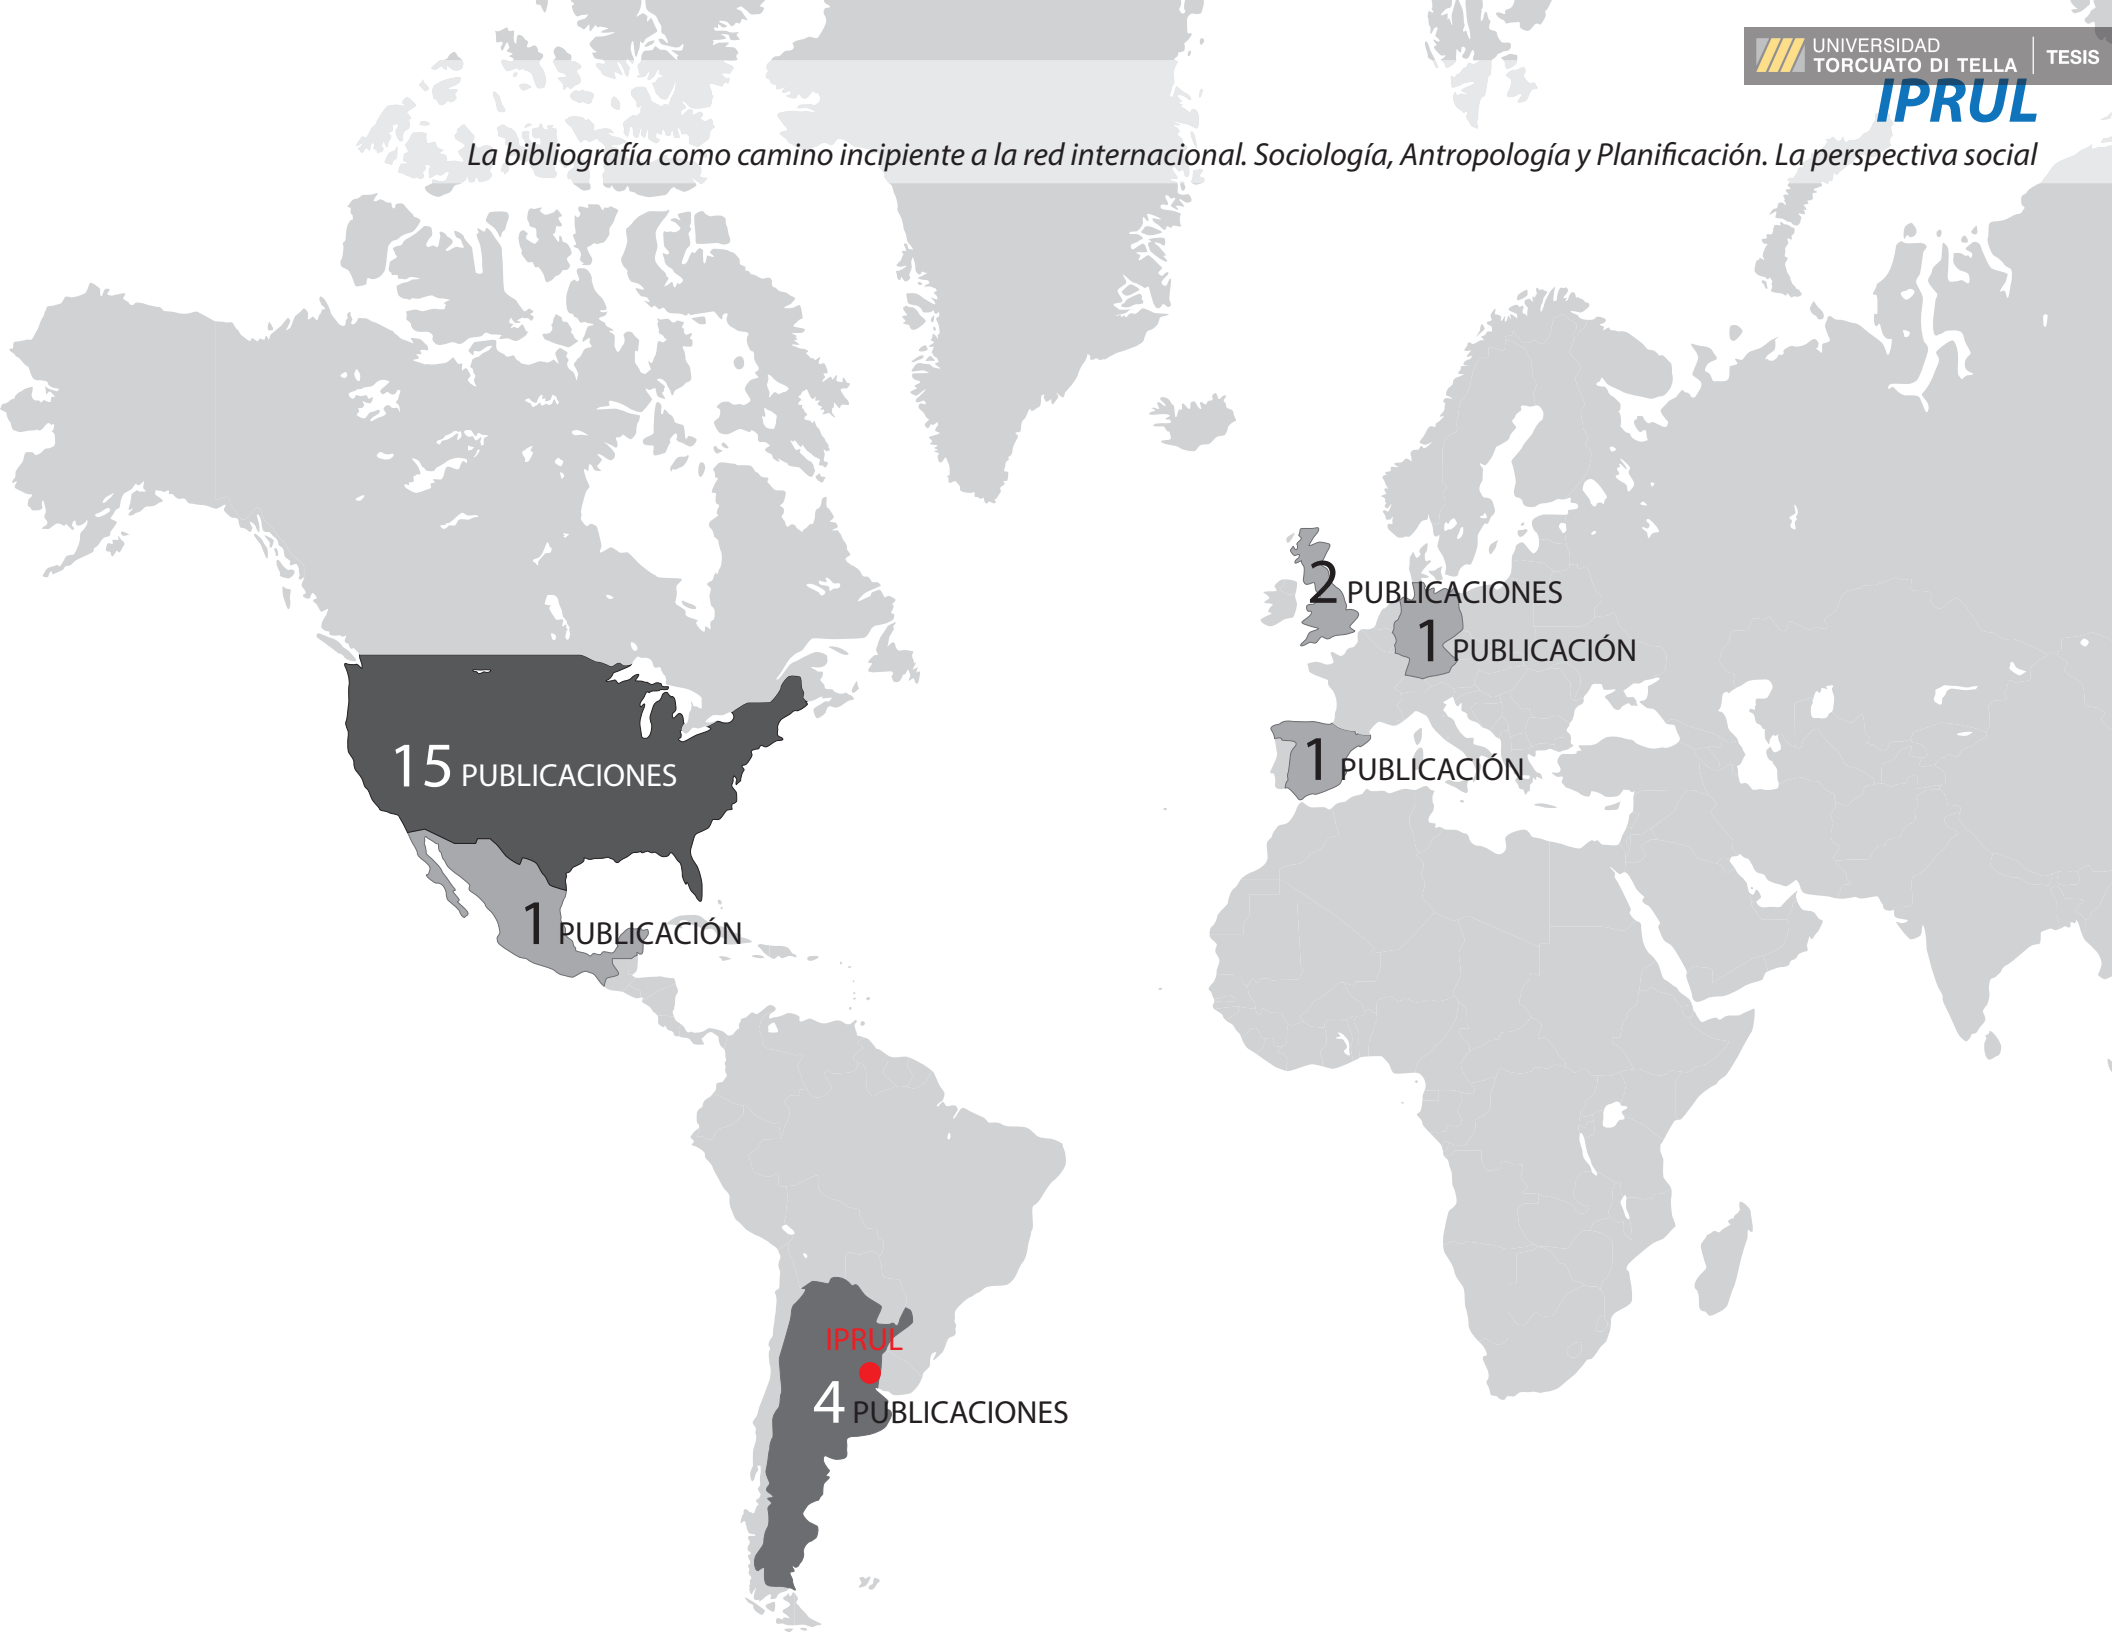 UNIVERSIDAD
TORCUATO DI TELLA
TESIS
IPRUL
La bibliografía como camino incipiente a la red internacional. Sociología, Antropología y Planificación. La perspectiva social
2 PUBLICACIONES
1 PUBLICACIÓN
15 PUBLICACIONES
1 PUBLICACIÓN
1 PUBLICACIÓN
IPRUL
4 PUBLICACIONES